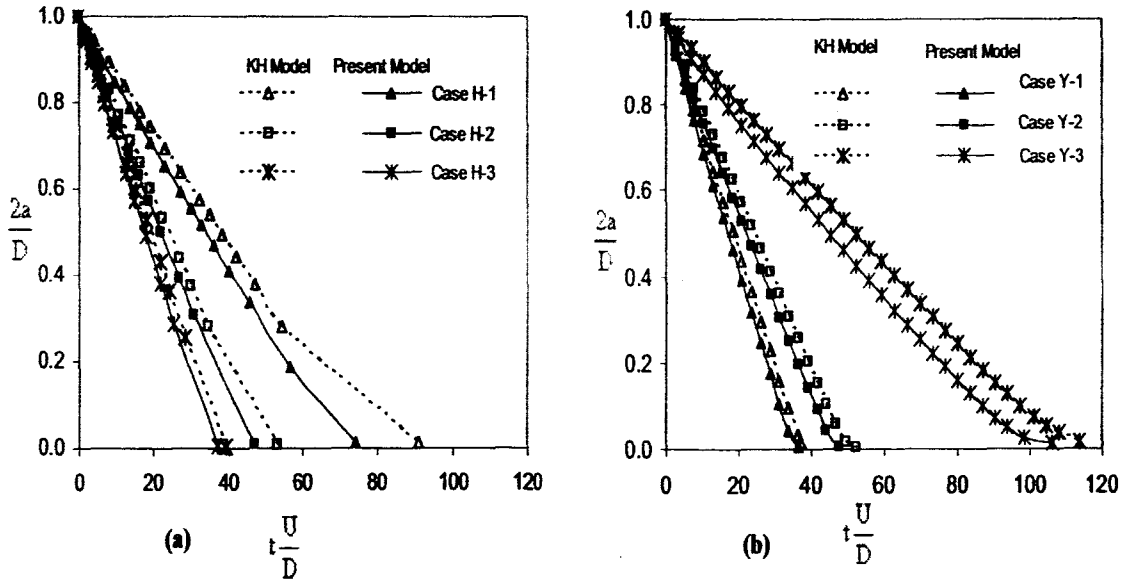 KH Model Present Model
Case H-1
Case H-2
Case H-3
2a
D
1.0
0.8
0.6
0.4
0.2
0.0
0 20 40 60 80 100 120
(a)
t U
D
KH Model Present Model
Case Y-1
Case Y-2
Case Y-3
2a
D
1.0
0.8
0.6
0.4
0.2
0.0
0 20 40 60 80 100 120
t U
D
(b)